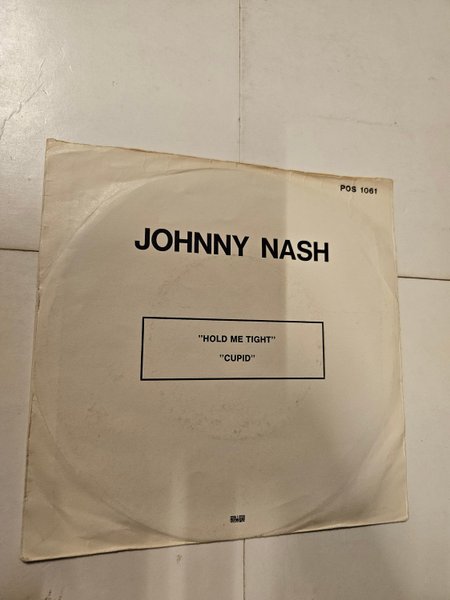 POS 1061
JOHNNY NASH
"HOLD ME TIGHT"
"CUPID"